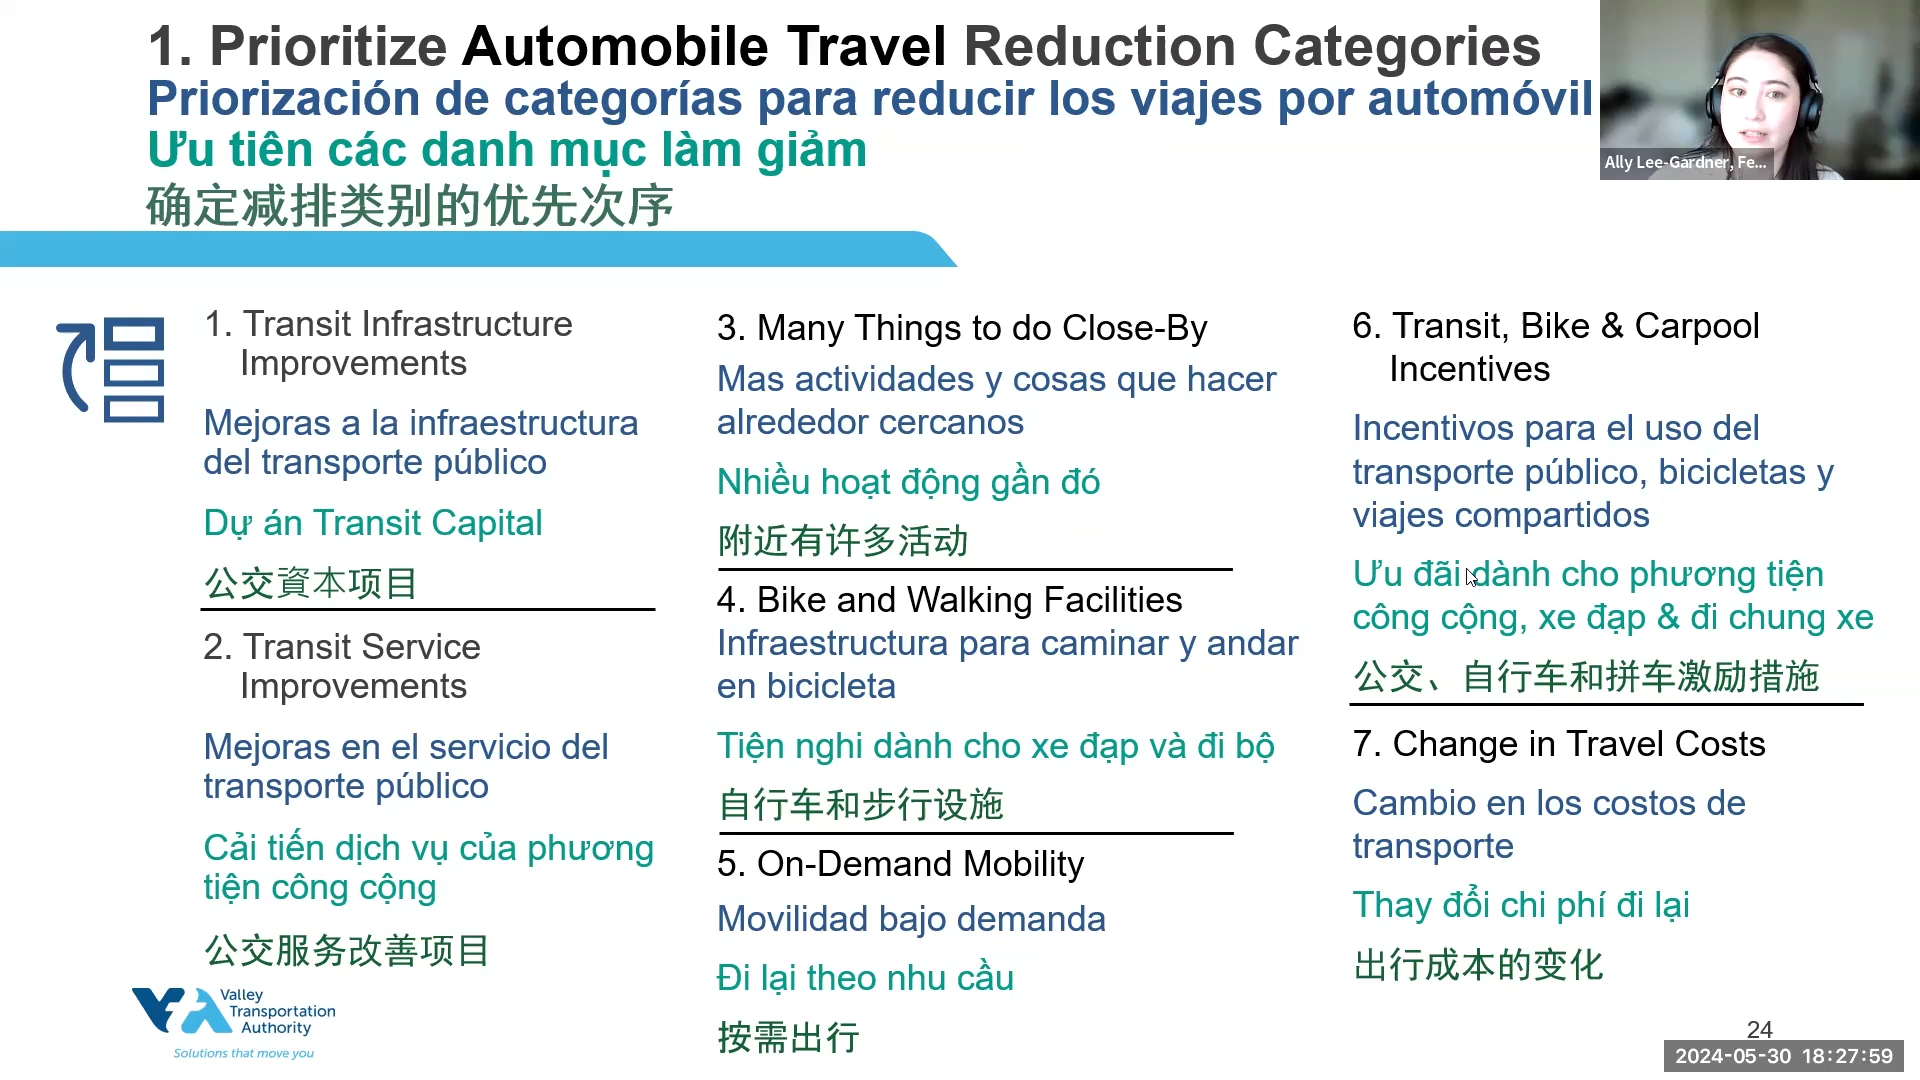 1. Prioritize Automobile Travel Reduction Categories
Priorización de categorías para reducir los viajes por automóvil
Ưu tiên các danh mục làm giảm
确定减排类别的优先次序
Ally Lee-Gardner, Fe...
1. Transit Infrastructure
Improvements
Mejoras a la infraestructura
del transporte público
Dự án Transit Capital
公交資本项目
2. Transit Service
Improvements
Mejoras en el servicio del
transporte público
Cải tiến dịch vụ của phương
tiện công cộng
公交服务改善项目
3. Many Things to do Close-By
Mas actividades y cosas que hacer
alrededor cercanos
Nhiều hoạt động gần đó
附近有许多活动
4. Bike and Walking Facilities
Infraestructura para caminar y andar
en bicicleta
Tiện nghi dành cho xe đạp và đi bộ
自行车和步行设施
5. On-Demand Mobility
Movilidad bajo demanda
Đi lại theo nhu cầu
按需出行
6. Transit, Bike & Carpool
Incentives
Incentivos para el uso del
transporte público, bicicletas y
viajes compartidos
Ưu đãi dành cho phương tiện
công cộng, xe đạp & đi chung xe
公交、自行车和拼车激励措施
7. Change in Travel Costs
Cambio en los costos de
transporte
Thay đổi chi phí đi lại
出行成本的变化
VTA
Valley
Transportation
Authority
Solutions that move you
24
2024-05-30 18:27:59